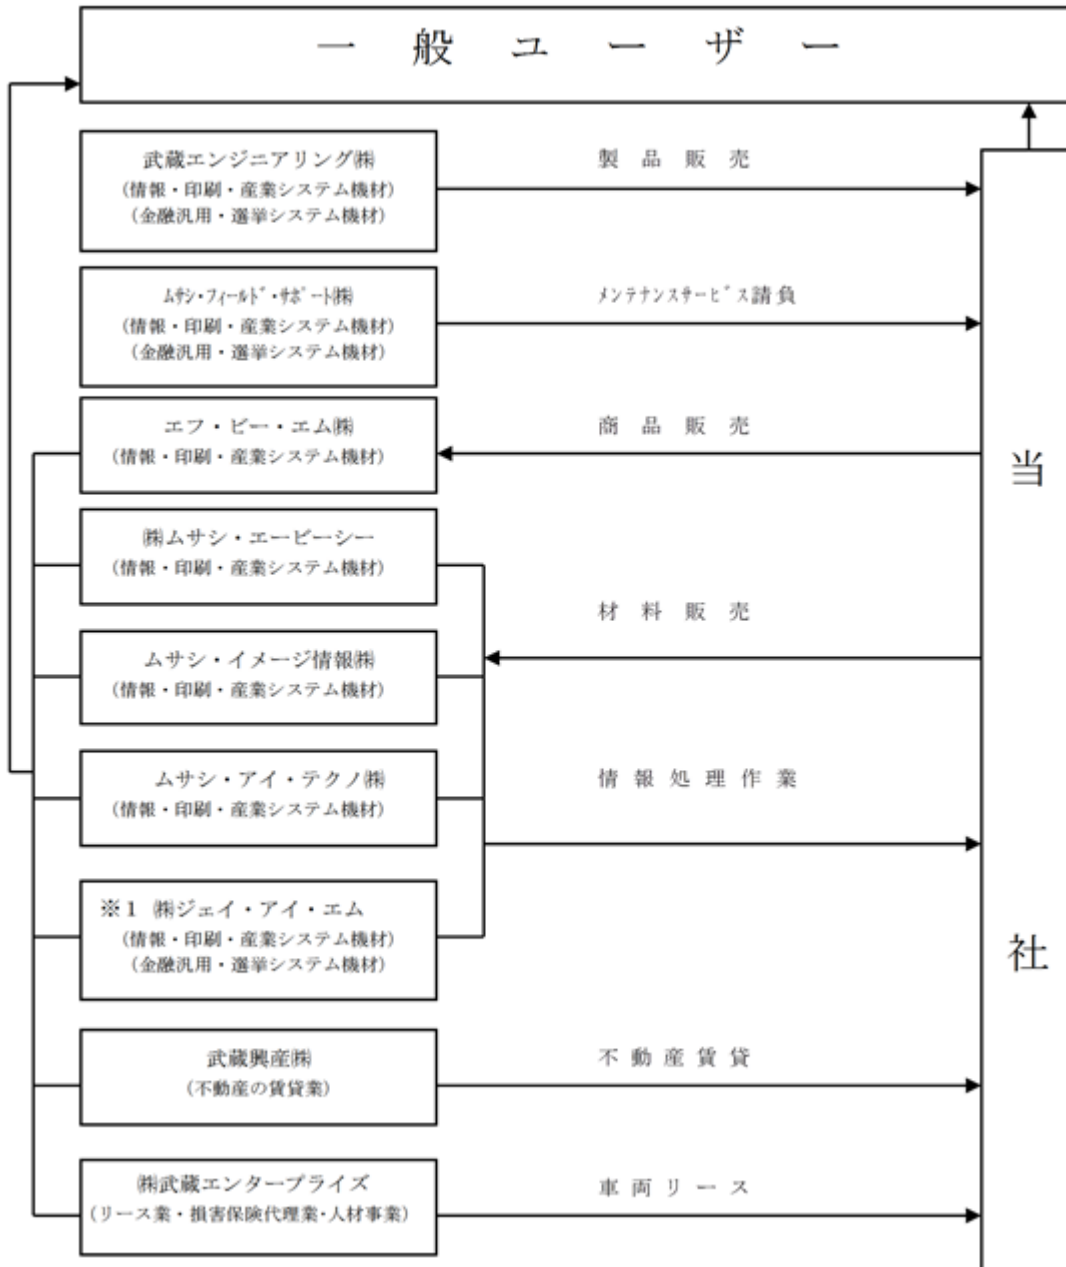 一般ユーザー
武蔵エンジニアリング㈱
(情報・印刷・産業システム機材)
(金融汎用・選挙システム機材)
製品販売
ムサシ・フィールド・サポート㈱
(情報・印刷・産業システム機材)
(金融汎用・選挙システム機材)
メンテナンスサービス請負
エフ・ビー・エム㈱
(情報・印刷・産業システム機材)
商品販売
当社
㈱ムサシ・エービーシー
(情報・印刷・産業システム機材)
材料販売
ムサシ・イメージ情報㈱
(情報・印刷・産業システム機材)
ムサシ・アイ・テクノ㈱
(情報・印刷・産業システム機材)
情報処理作業
※1 ㈱ジェイ・アイ・エム
(情報・印刷・産業システム機材)
(金融汎用・選挙システム機材)
武蔵興産㈱
(不動産の賃貸業)
不動産賃貸
㈱武蔵エンタープライズ
(リース業・損害保険代理業・人材事業)
車両リース